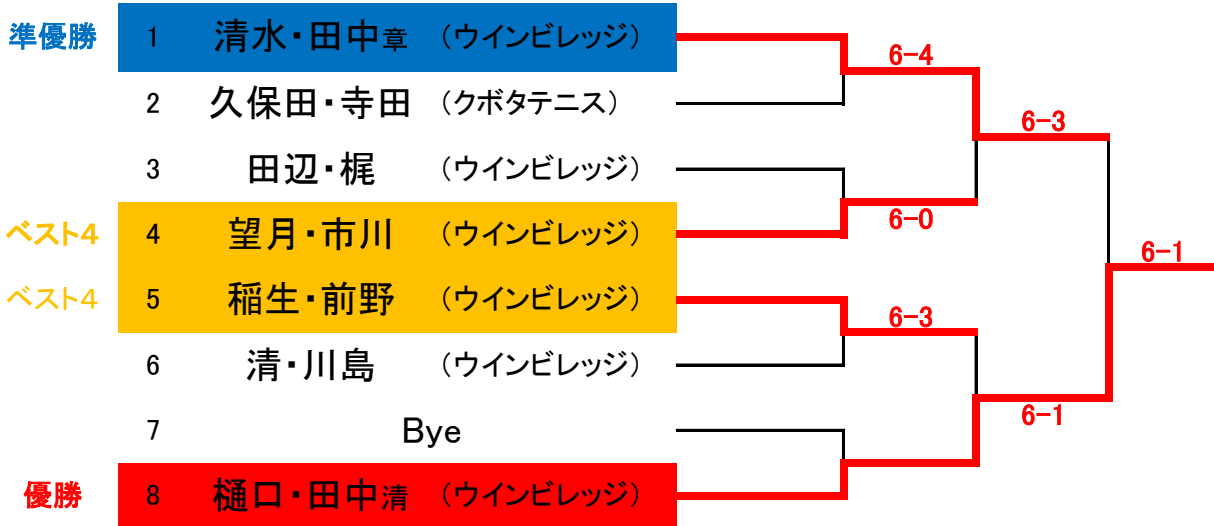 準優勝 1 清水・田中章 （ウインビレッジ）
6-4
2 久保田・寺田 （クボタテニス）
6-3
3 田辺・梶 （ウインビレッジ）
6-0
ベスト4 4 望月・市川 （ウインビレッジ）
6-1
ベスト4 5 稲生・前野 （ウインビレッジ）
6-3
6 清・川島 （ウインビレッジ）
6-1
7 Bye
優勝 8 樋口・田中清 （ウインビレッジ）